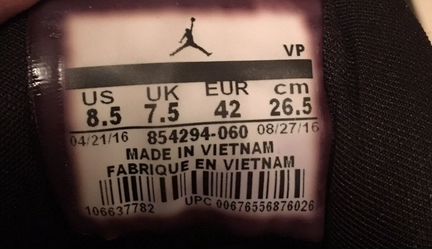 VP
US UK EUR cm
8.5 7.5 42 26.5
04/21/16 854294-060 08/27/16
MADE IN VIETNAM
FABRIQUE EN VIETNAM
106637782 UPC 00676556876026